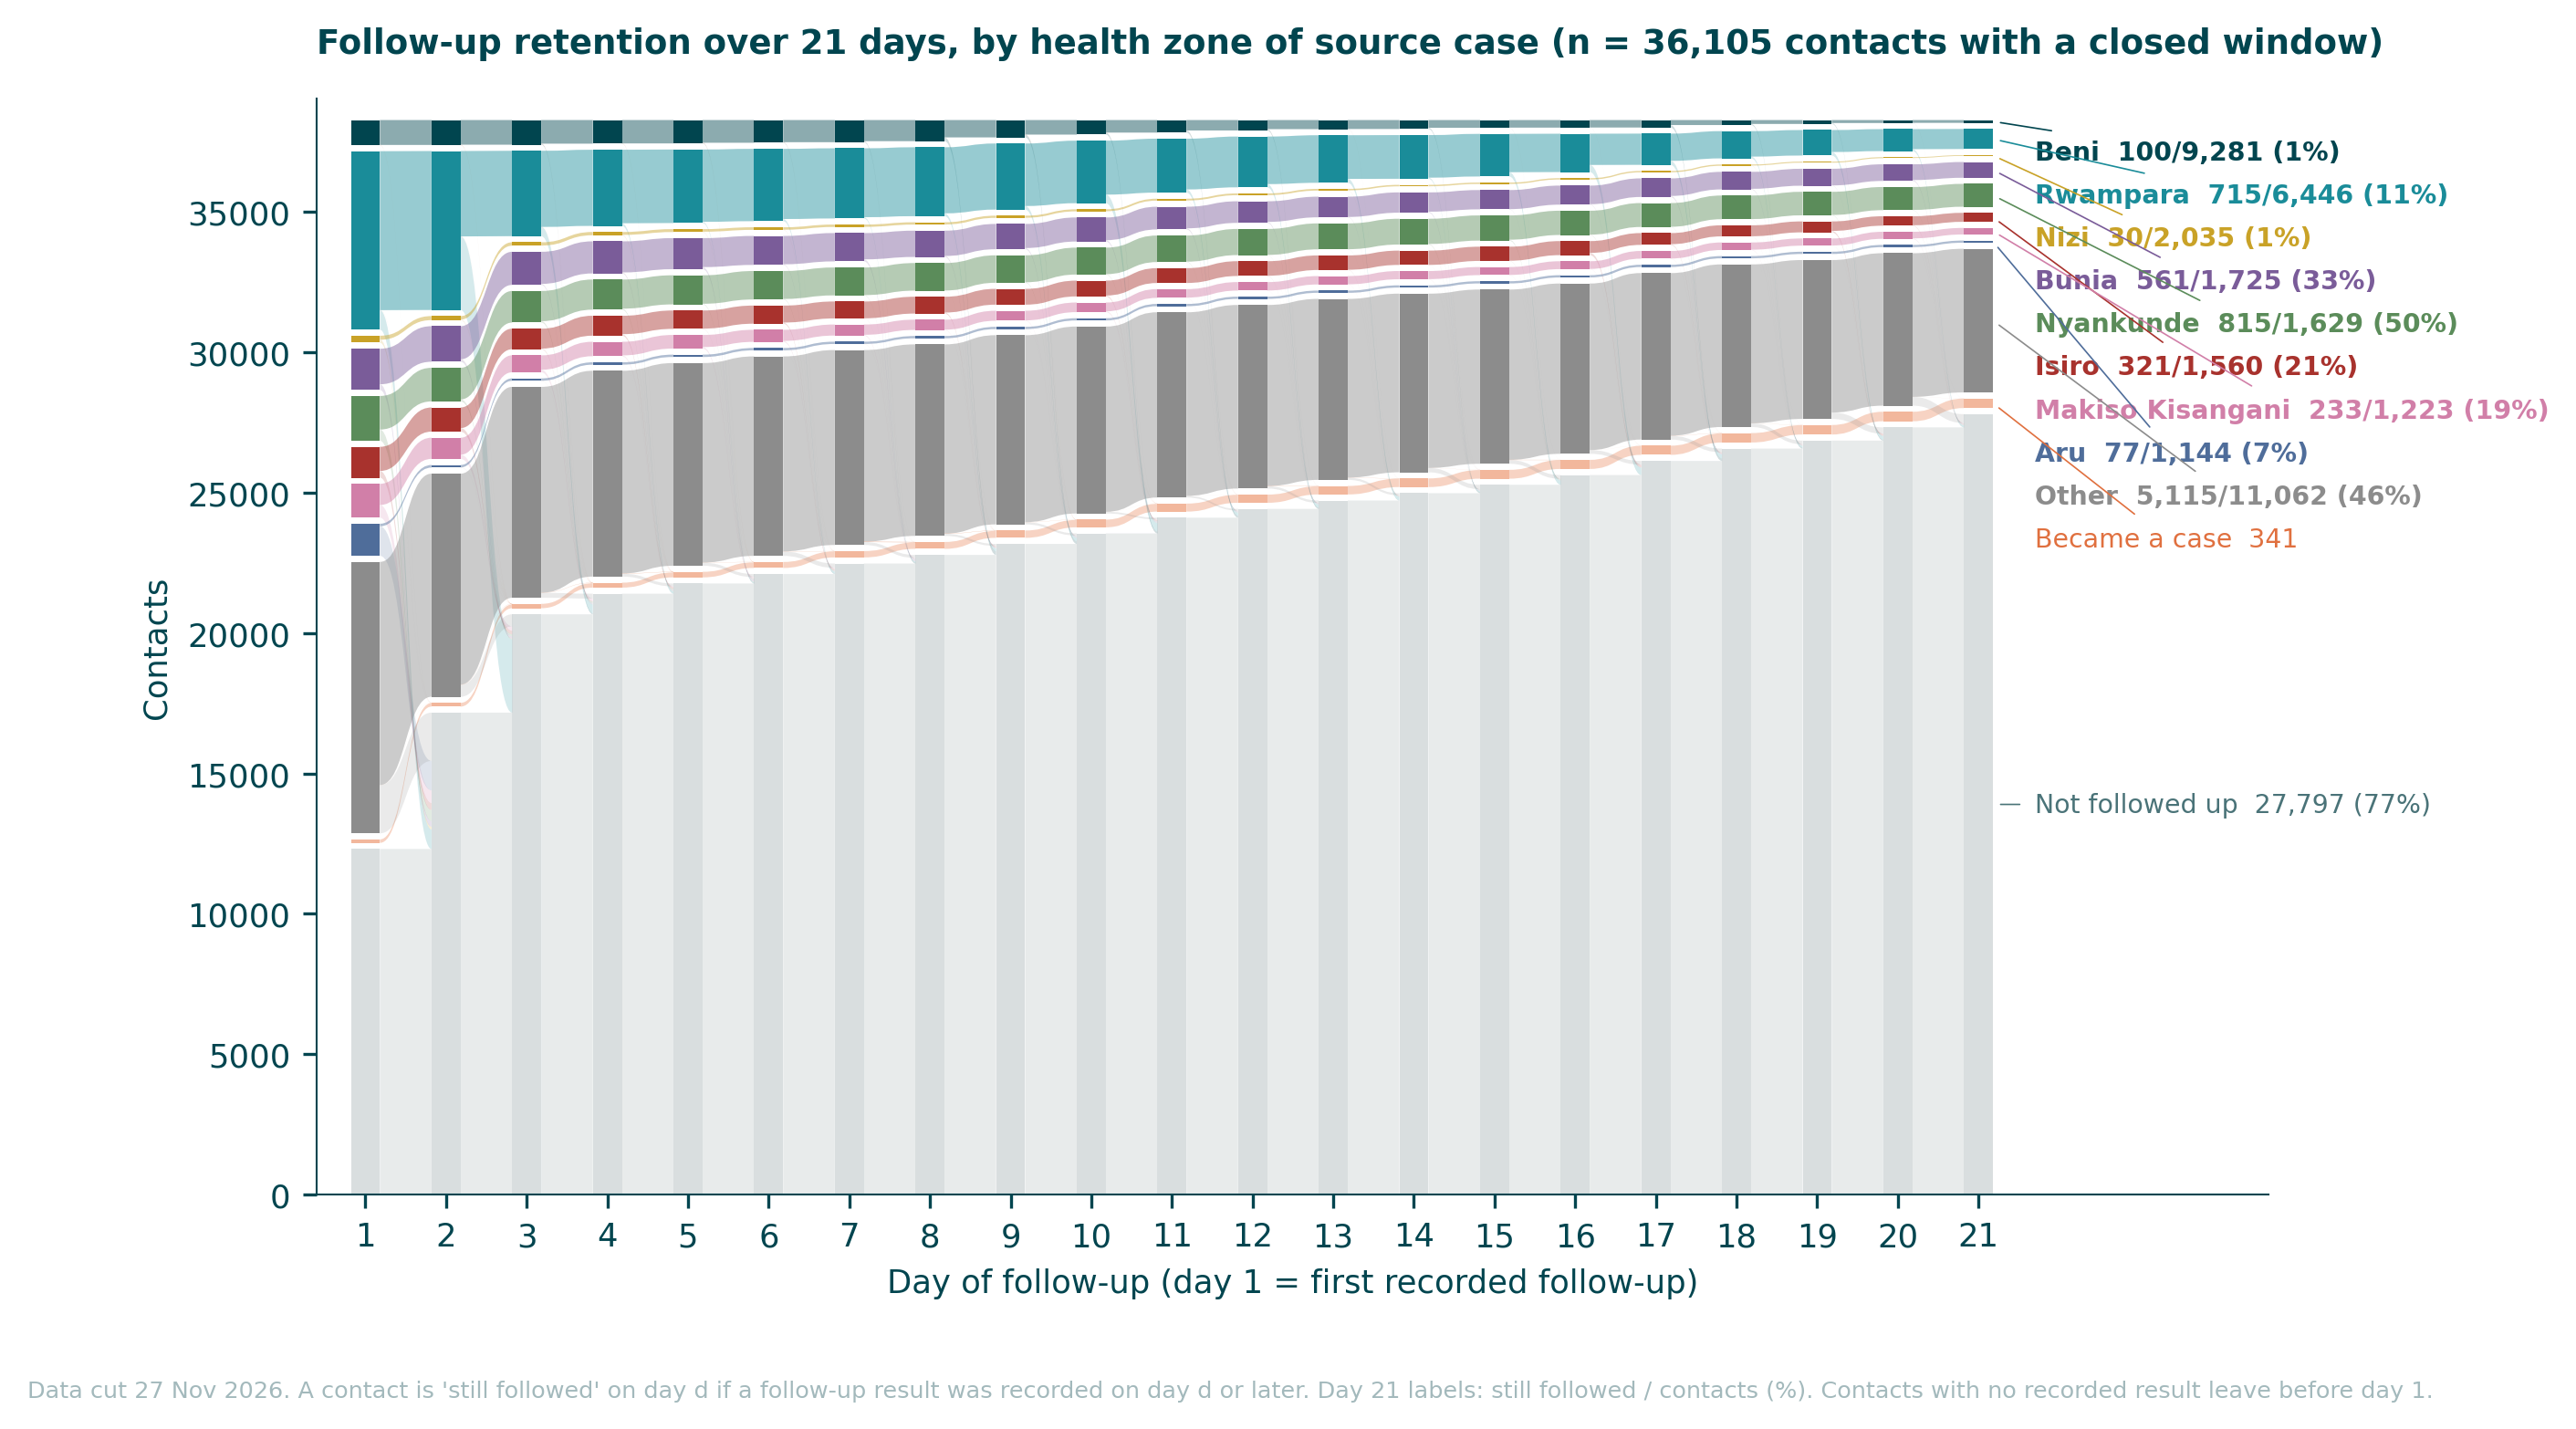 Follow-up retention over 21 days, by health zone of source case (n = 36,105 contacts with a closed window)
Contacts
35000
30000
25000
20000
15000
10000
5000
0
Beni 100/9,281 (1%)
Rwampara 715/6,446 (11%)
Nizi 30/2,035 (1%)
Bunia 561/1,725 (33%)
Nyankunde 815/1,629 (50%)
Isiro 321/1,560 (21%)
Makiso Kisangani 233/1,223 (19%)
Aru 77/1,144 (7%)
Other 5,115/11,062 (46%)
Became a case 341
Not followed up 27,797 (77%)
1 2 3 4 5 6 7 8 9 10 11 12 13 14 15 16 17 18 19 20 21
Day of follow-up (day 1 = first recorded follow-up)
Data cut 27 Nov 2026. A contact is 'still followed' on day d if a follow-up result was recorded on day d or later. Day 21 labels: still followed / contacts (%). Contacts with no recorded result leave before day 1.